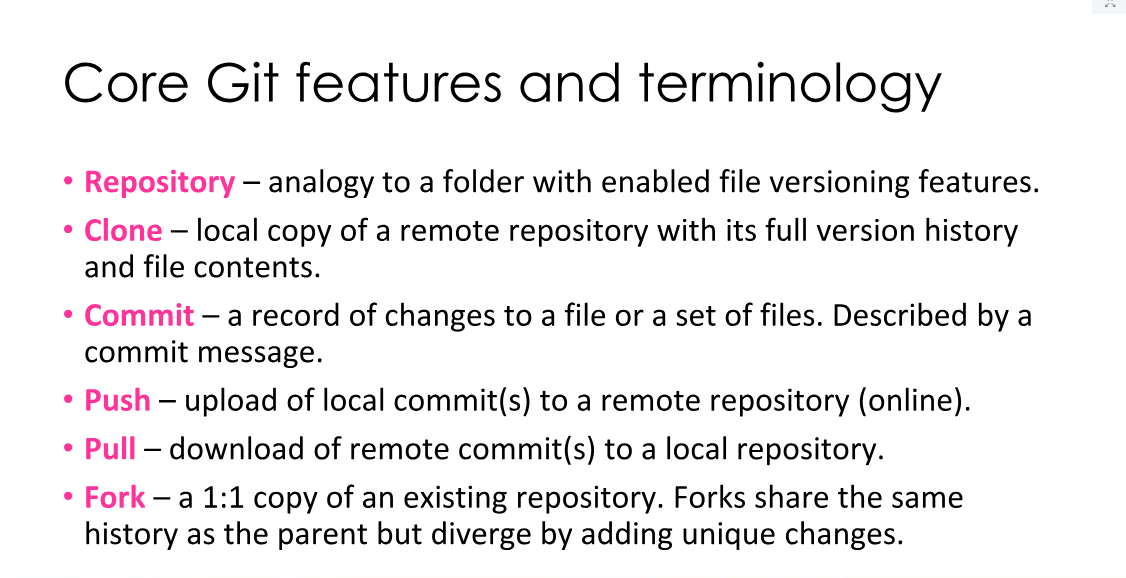 Core Git features and terminology
• Repository – analogy to a folder with enabled file versioning features.
• Clone – local copy of a remote repository with its full version history
and file contents.
• Commit – a record of changes to a file or a set of files. Described by a
commit message.
• Push – upload of local commit(s) to a remote repository (online).
• Pull – download of remote commit(s) to a local repository.
• Fork – a 1:1 copy of an existing repository. Forks share the same
history as the parent but diverge by adding unique changes.